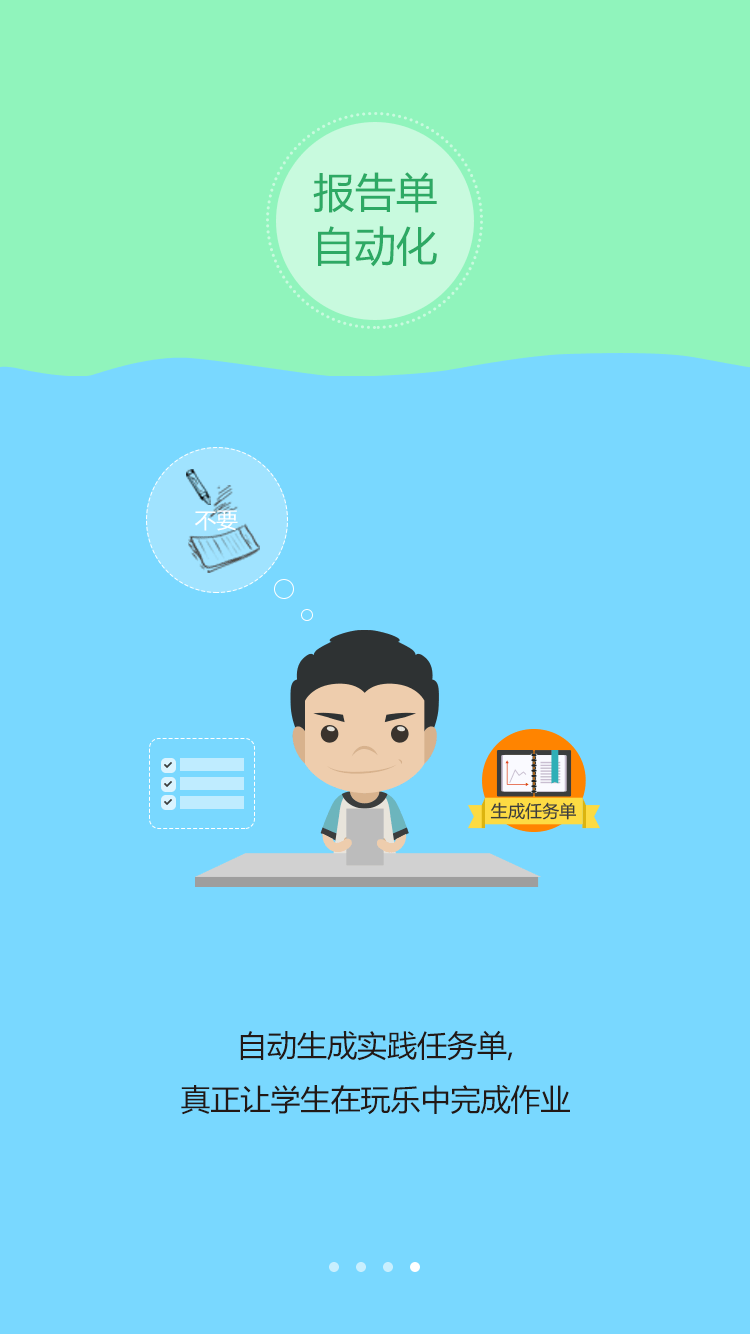 报告单
自动化
不要
生成任务单
自动生成实践任务单,
真正让学生在玩乐中完成作业